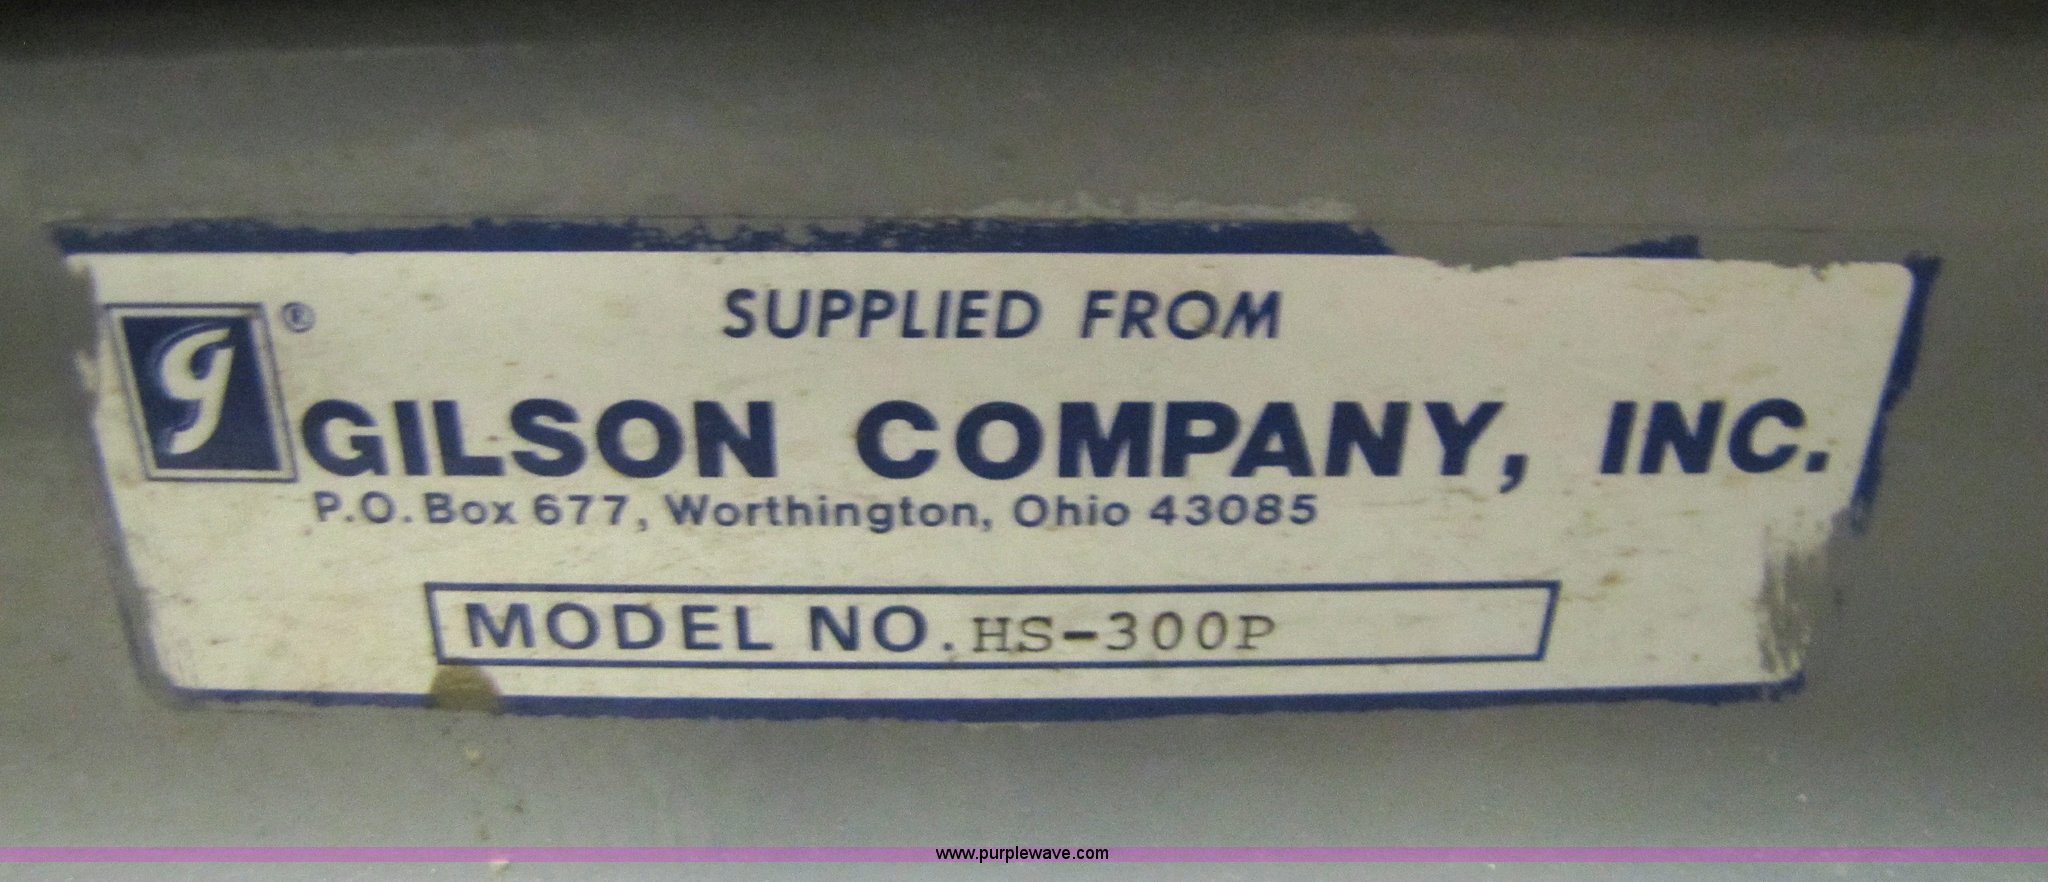 SUPPLIED FROM
g®
GILSON COMPANY, INC.
P.O. Box 677, Worthington, Ohio 43085
MODEL NO. HS-300P
www.purplewave.com